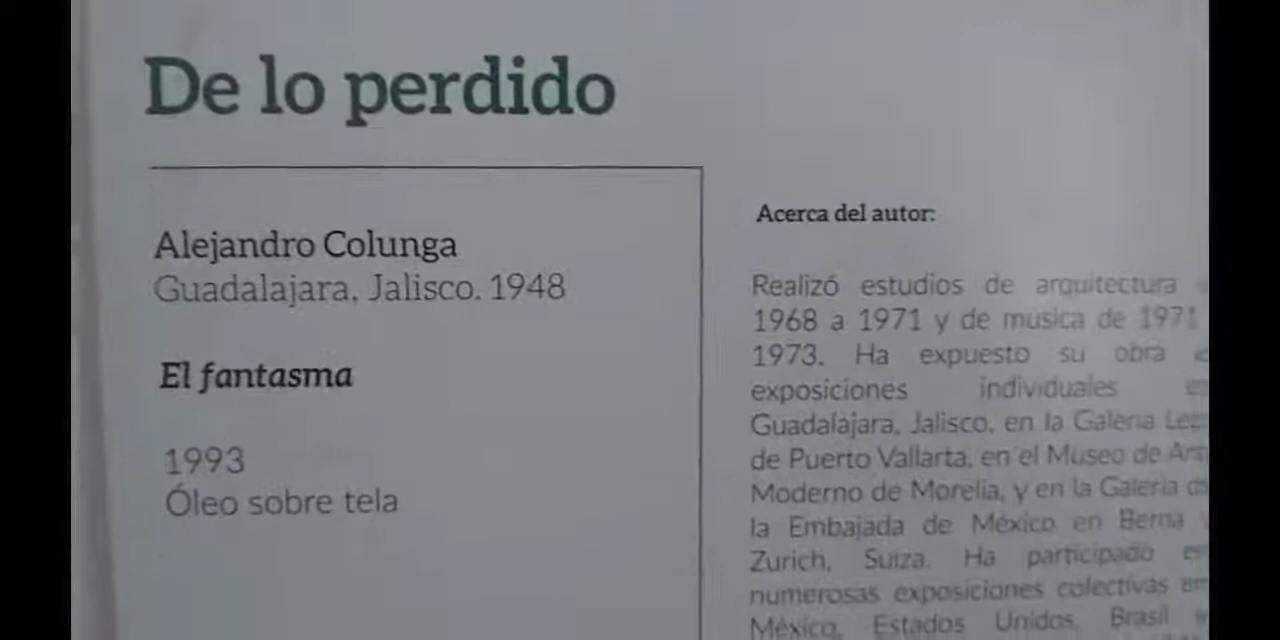 De lo perdido
Alejandro Colunga
Guadalajara, Jalisco. 1948
El fantasma
1993
Óleo sobre tela
Acerca del autor:
Realizó estudios de arquitectura
1968 a 1971 y de música de 1971
1973. Ha expuesto su obra
exposiciones individuales
Guadalajara, Jalisco, en la Galería
de Puerto Vallarta, en el Museo de
Moderno de Morelia, y en la Galería
la Embajada de México en Berna
Zurich, Suiza. Ha participado
numerosas exposiciones colectivas
México, Estados Unidos, Brasil